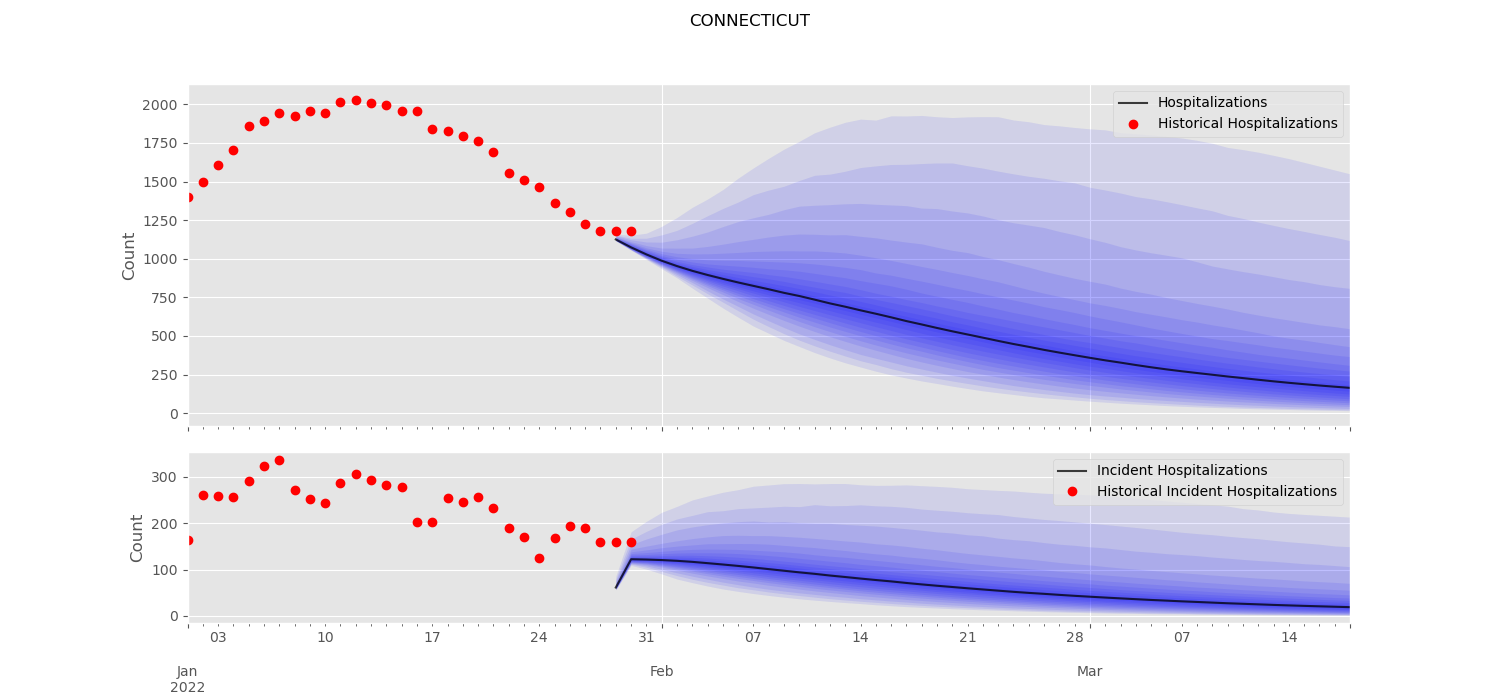 CONNECTICUT
2000
1750
1500
1250
1000
750
500
250
0
Count
Hospitalizations
Historical Hospitalizations
300
200
100
0
Count
Incident Hospitalizations
Historical Incident Hospitalizations
03 10 17 24 31 07 14 21 28 07 14
Jan Feb Mar
2022